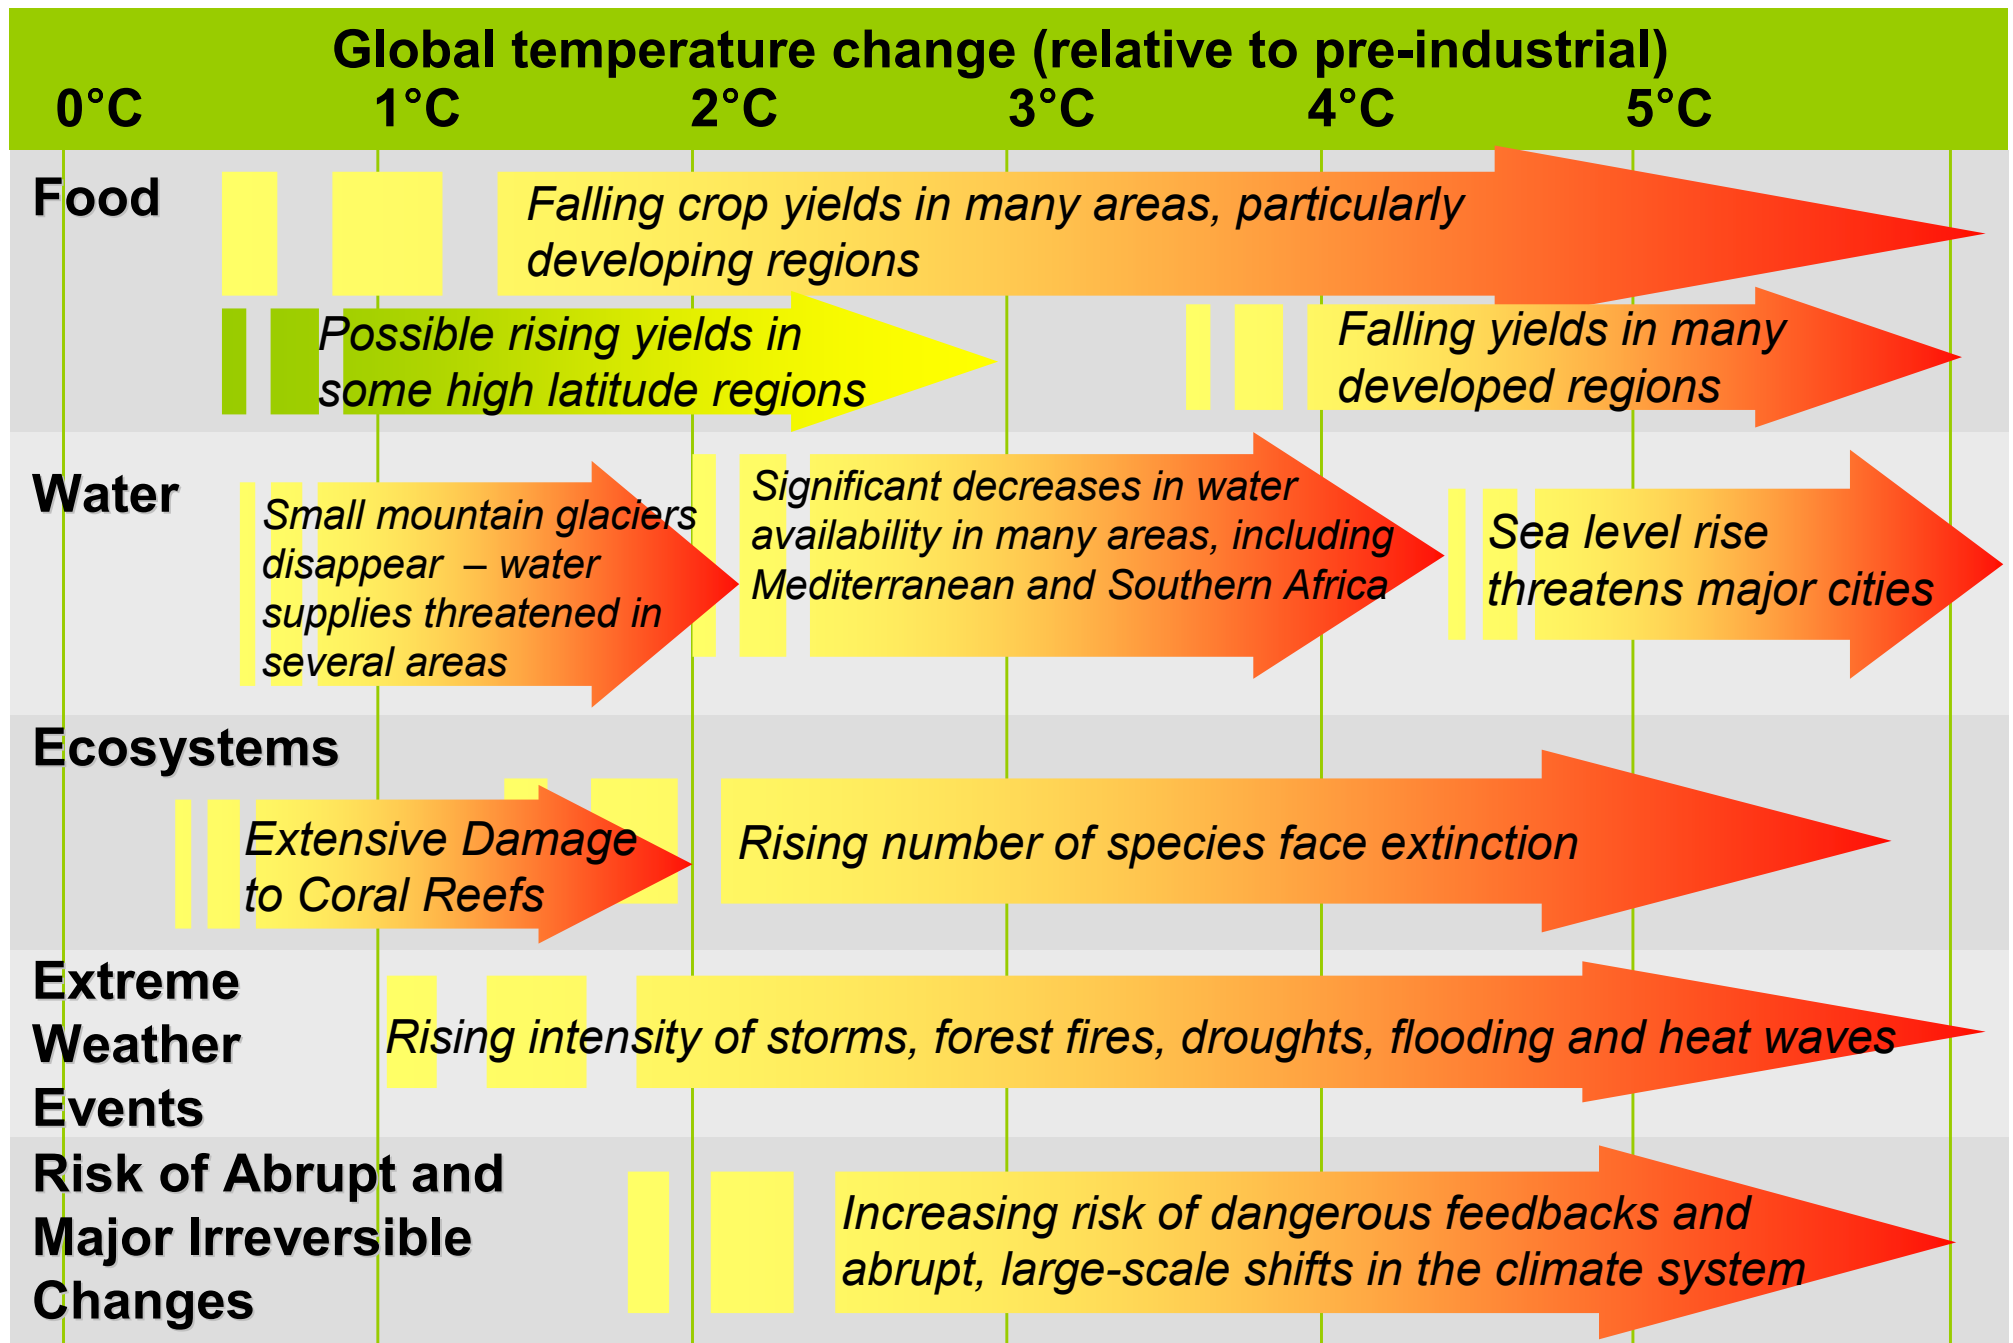 Global temperature change (relative to pre-industrial)
0°C 1°C 2°C 3°C 4°C 5°C
Food
Falling crop yields in many areas, particularly
developing regions
Possible rising yields in
some high latitude regions
Falling yields in many
developed regions
Water
Small mountain glaciers
disappear – water
supplies threatened in
several areas
Significant decreases in water
availability in many areas, including
Mediterranean and Southern Africa
Sea level rise
threatens major cities
Ecosystems
Extensive Damage
to Coral Reefs
Rising number of species face extinction
Extreme
Weather
Events
Rising intensity of storms, forest fires, droughts, flooding and heat waves
Risk of Abrupt and
Major Irreversible
Changes
Increasing risk of dangerous feedbacks and
abrupt, large-scale shifts in the climate system